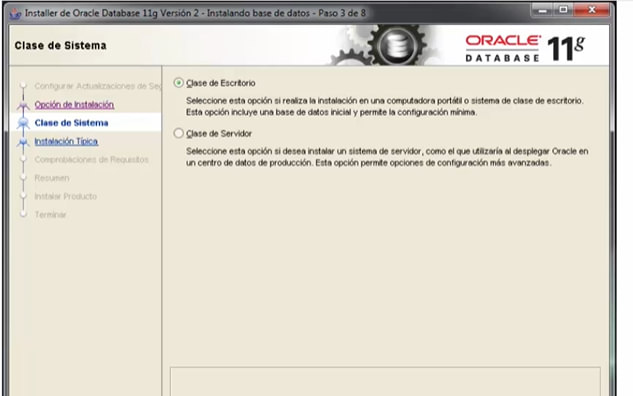 Installer de Oracle Database 11g Versión 2 - Instalando base de datos - Paso 3 de 8
Clase de Sistema
ORACLE
DATABASE
11g
Configurar Actualizaciones de Seg
Opción de Instalación
Clase de Sistema
Instalación Típica
Comprobaciones de Requisitos
Resumen
Instalar Producto
Terminar
Clase de Escritorio
Seleccione esta opción si realiza la instalación en una computadora portátil o sistema de clase de escritorio.
Esta opción incluye una base de datos inicial y permite la configuración mínima.
Clase de Servidor
Seleccione esta opción si desea instalar un sistema de servidor, como el que utilizaría al desplegar Oracle en
un centro de datos de producción. Esta opción permite opciones de configuración más avanzadas.